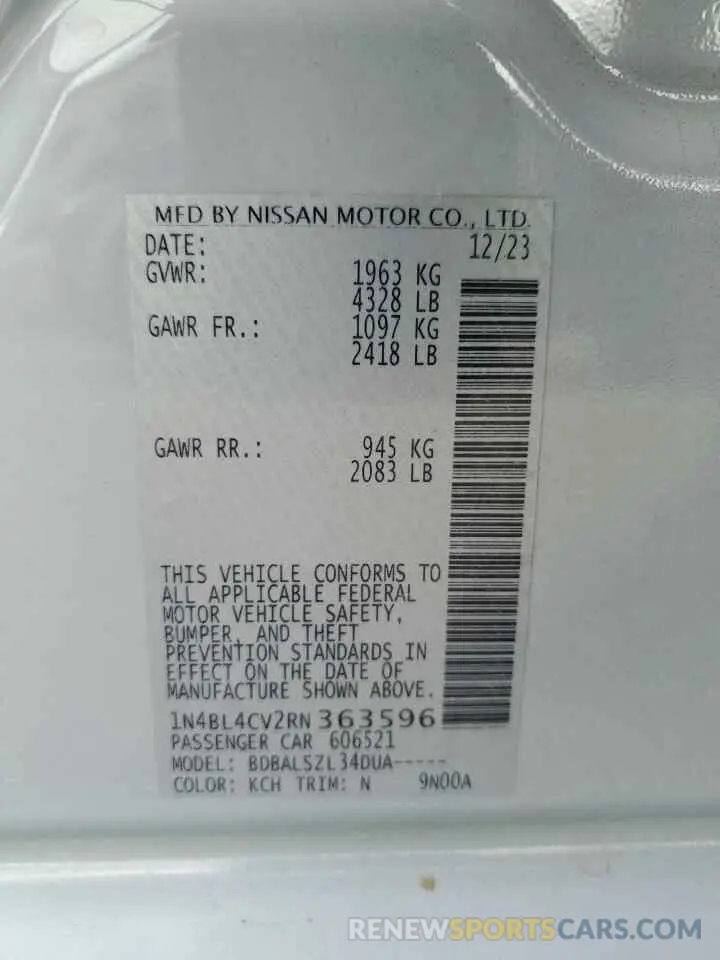 MFD BY NISSAN MOTOR CO., LTD.
DATE: 12/23
GVWR: 1963 KG
4328 LB
GAWR FR.: 1097 KG
2418 LB
GAWR RR.: 945 KG
2083 LB
THIS VEHICLE CONFORMS TO
ALL APPLICABLE FEDERAL
MOTOR VEHICLE SAFETY,
BUMPER, AND THEFT
PREVENTION STANDARDS IN
EFFECT ON THE DATE OF
MANUFACTURE SHOWN ABOVE.
1N4BL4CV2RN363596
PASSENGER CAR 606521
MODEL: BDBALSZL34DUA-----
COLOR: KCH TRIM: N 9N00A
RENEWSPORTSCARS.COM